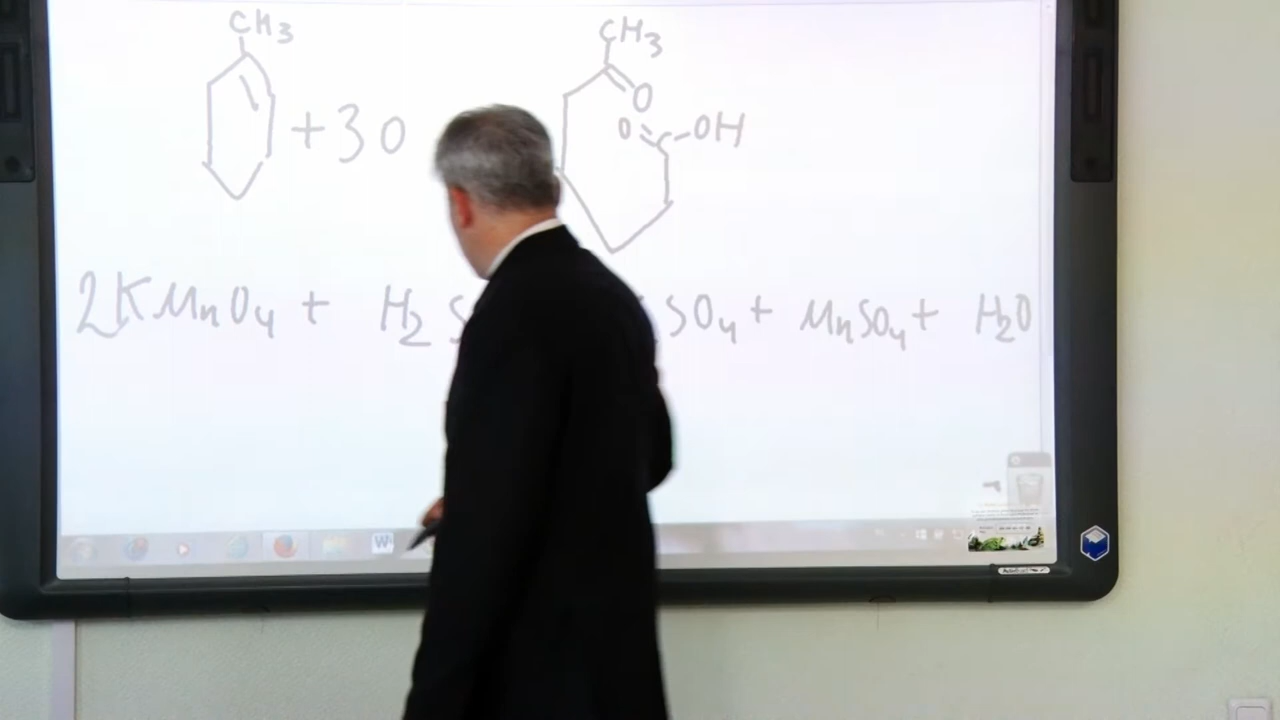 CH3 CH3
+ 3O O
O C-OH
2KMnO4 + H2 S SO4 + MnSO4 + H2O
W